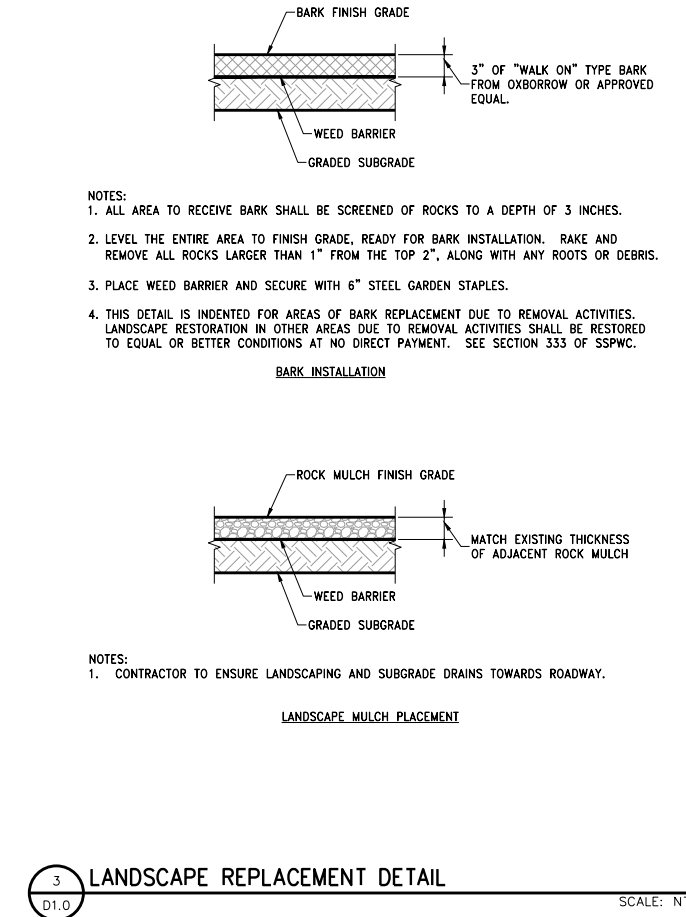 BARK FINISH GRADE
3" OF "WALK ON" TYPE BARK
FROM OXBORROW OR APPROVED
EQUAL.
WEED BARRIER
GRADED SUBGRADE
NOTES:
1. ALL AREA TO RECEIVE BARK SHALL BE SCREENED OF ROCKS TO A DEPTH OF 3 INCHES.
2. LEVEL THE ENTIRE AREA TO FINISH GRADE, READY FOR BARK INSTALLATION. RAKE AND
REMOVE ALL ROCKS LARGER THAN 1" FROM THE TOP 2", ALONG WITH ANY ROOTS OR DEBRIS.
3. PLACE WEED BARRIER AND SECURE WITH 6" STEEL GARDEN STAPLES.
4. THIS DETAIL IS INDENTED FOR AREAS OF BARK REPLACEMENT DUE TO REMOVAL ACTIVITIES.
LANDSCAPE RESTORATION IN OTHER AREAS DUE TO REMOVAL ACTIVITIES SHALL BE RESTORED
TO EQUAL OR BETTER CONDITIONS AT NO DIRECT PAYMENT. SEE SECTION 333 OF SSPWC.
BARK INSTALLATION
ROCK MULCH FINISH GRADE
MATCH EXISTING THICKNESS
OF ADJACENT ROCK MULCH
WEED BARRIER
GRADED SUBGRADE
NOTES:
1. CONTRACTOR TO ENSURE LANDSCAPING AND SUBGRADE DRAINS TOWARDS ROADWAY.
LANDSCAPE MULCH PLACEMENT
3
LANDSCAPE REPLACEMENT DETAIL
D1.0
SCALE: